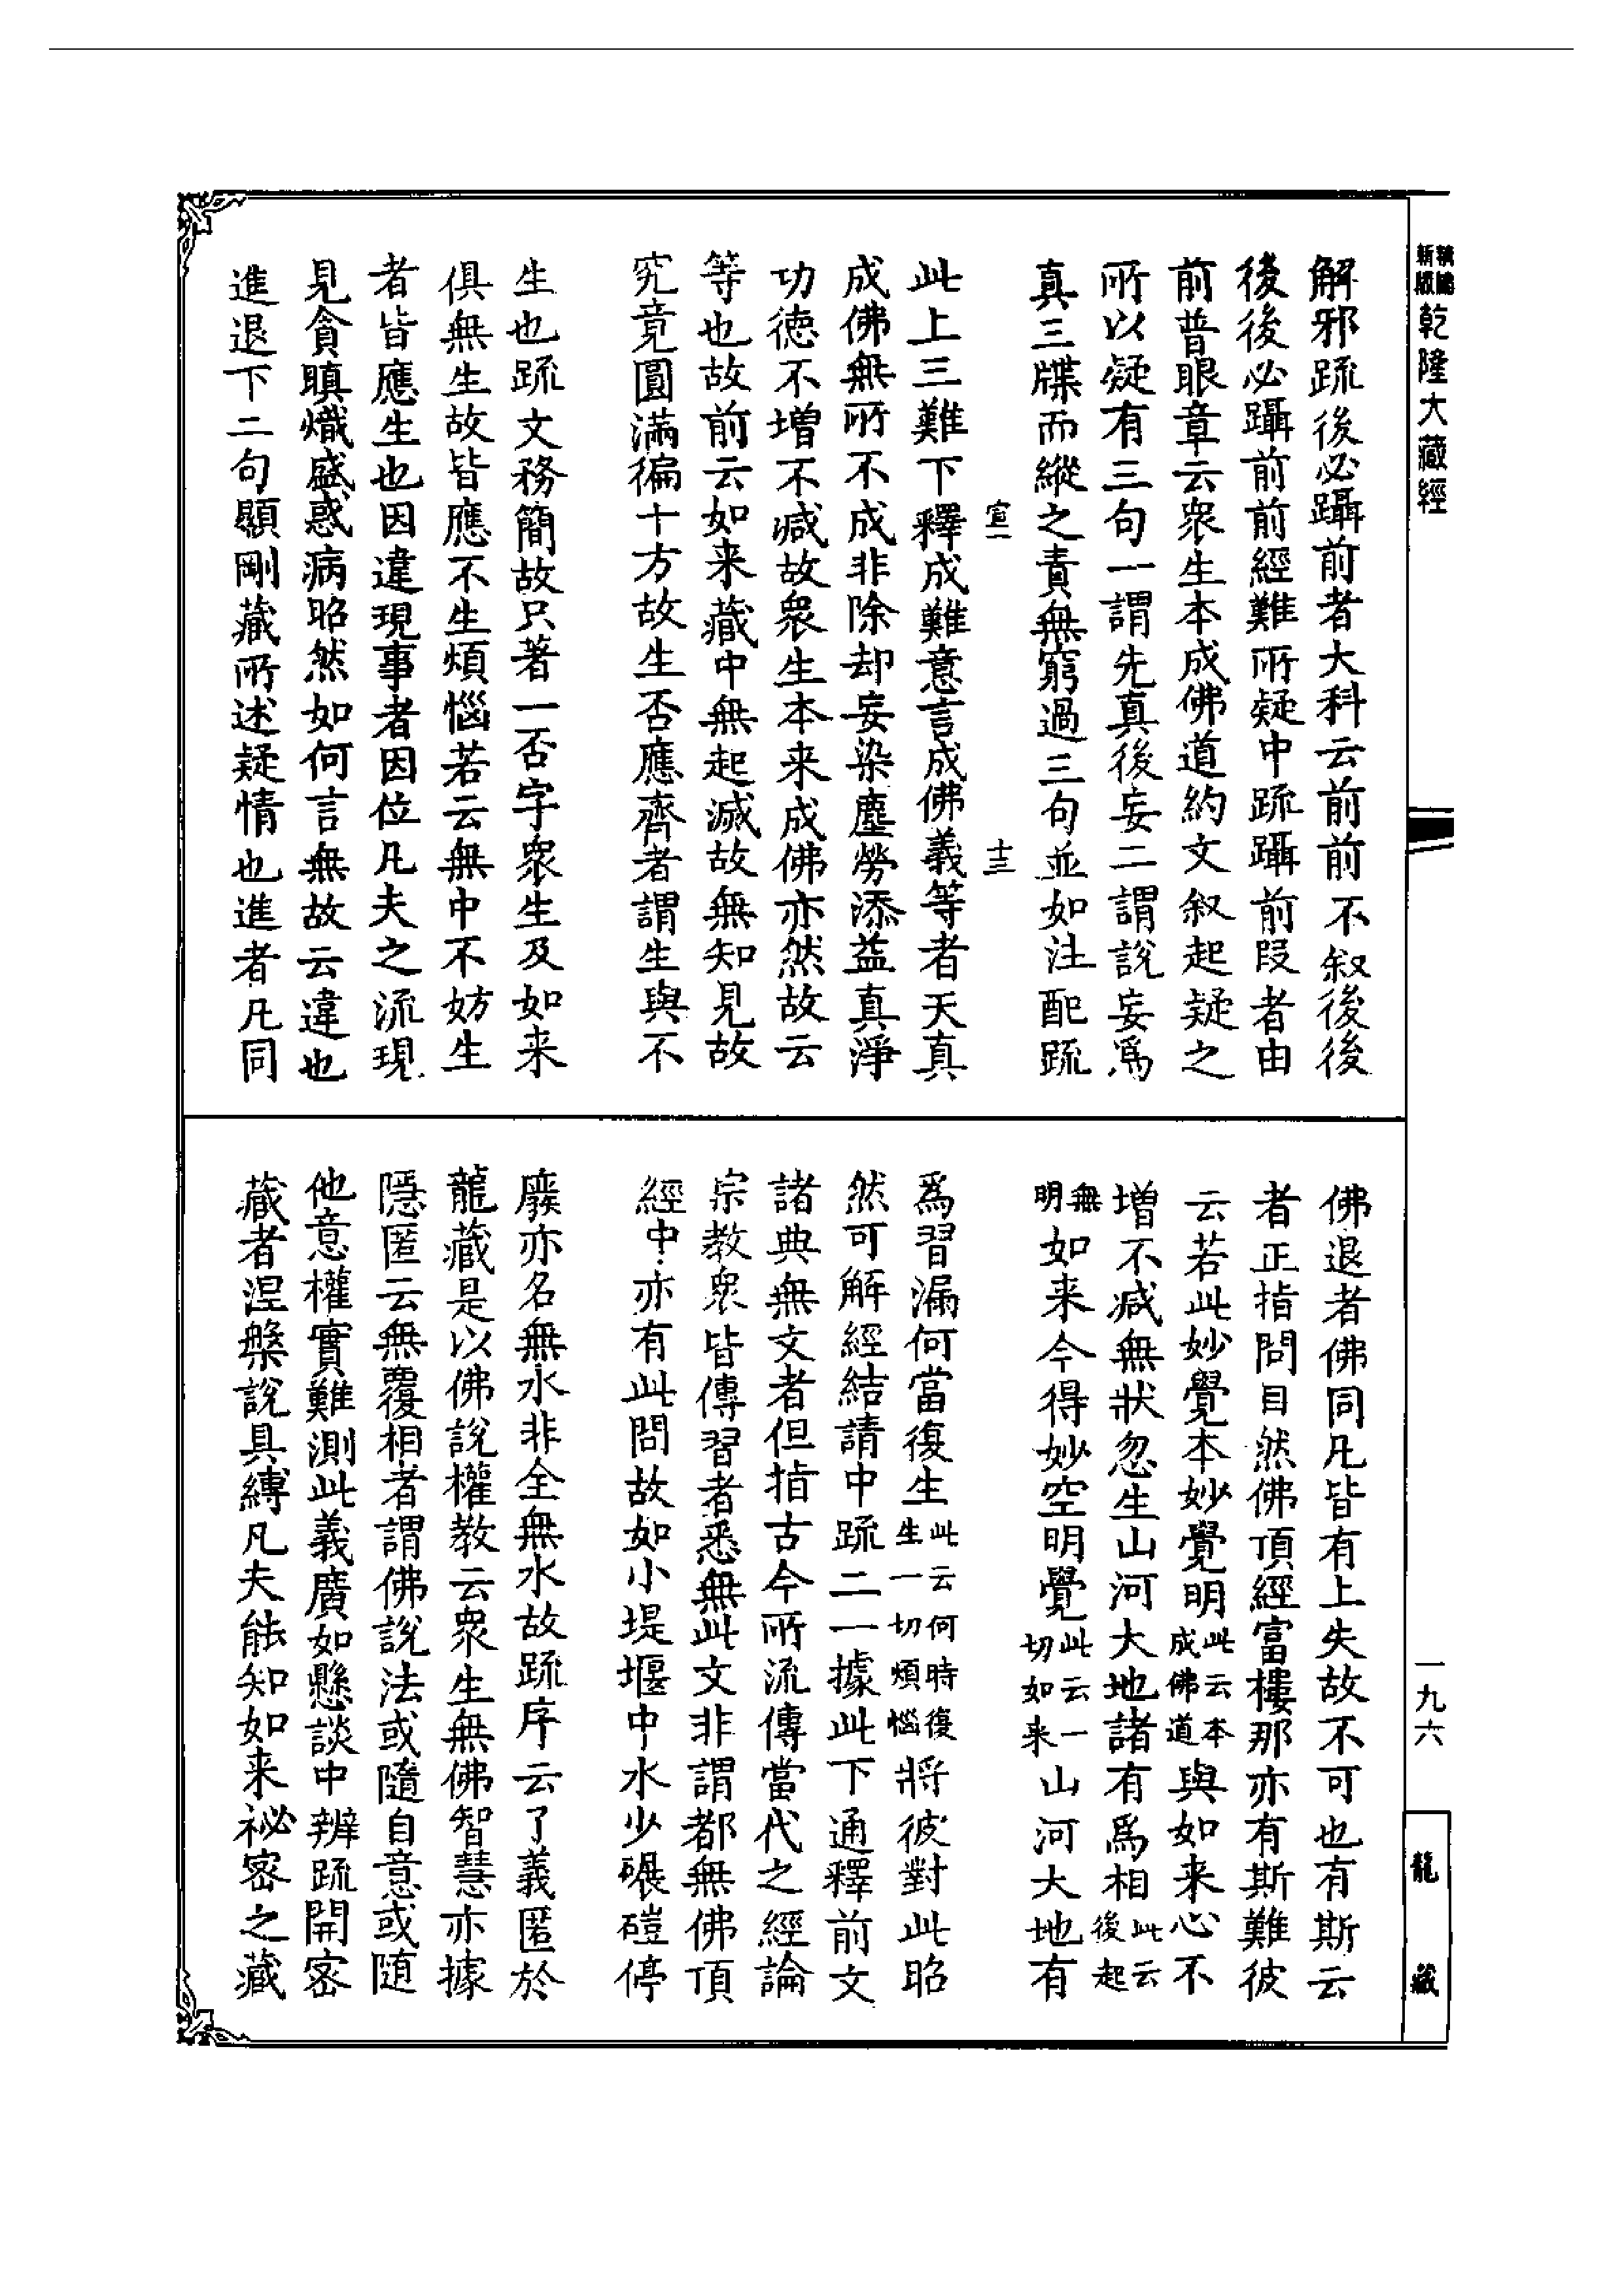 新編縮版
乾隆大藏經
解邪疏後必躡前者大科云前前不叙後後
後後必躡前前經難所疑中疏躡前段者由
前普眼章云衆生本成佛道約文叙起疑之
所以疑有三句一謂先真後妄二謂說妄爲
真三牒而縱之責無窮過三句並如注配疏
宣一
十三
此上三難下釋成難意言成佛義等者天真
成佛無所不成非除却妄染塵勞添益真淨
功德不增不減故衆生本来成佛亦然故云
等也故前云如来藏中無起滅故無知見故
究竟圓滿徧十方故生否應齊者謂生與不
生也疏文務簡故只著一否字衆生及如来
俱無生故皆應不生煩惱若云無中不妨生
者皆應生也因違現事者因位凡夫之流現
見貪瞋熾盛惑病昭然如何言無故云違也
進退下二句顯剛藏所述疑情也進者凡同
佛退者佛同凡皆有上失故不可也有斯云
者正指問目然佛頂經富樓那亦有斯難彼
云若此妙覺本妙覺明此云本成佛道與如来心不
增不減無狀忽生山河大地諸有爲相此云後起
無明如来今得妙空明覺此云一切如来山河大地有
爲習漏何當復生此云何時復生一切煩惱將彼對此昭
然可解經結請中疏二一據此下通釋前文
諸典無文者但指古今所流傳當代之經論
宗教衆皆傳習者悉無此文非謂都無佛頂
經中亦有此問故如小堤堰中水少碾磑停
廢亦名無水非全無水故疏序云了義匿於
龍藏是以佛說權教云衆生無佛智慧亦據
隱匿云無覆相者謂佛說法或隨自意或随
他意權實難測此義廣如懸談中辨疏開密
藏者涅槃說具縛凡夫能知如来祕密之藏
一九六
龍藏